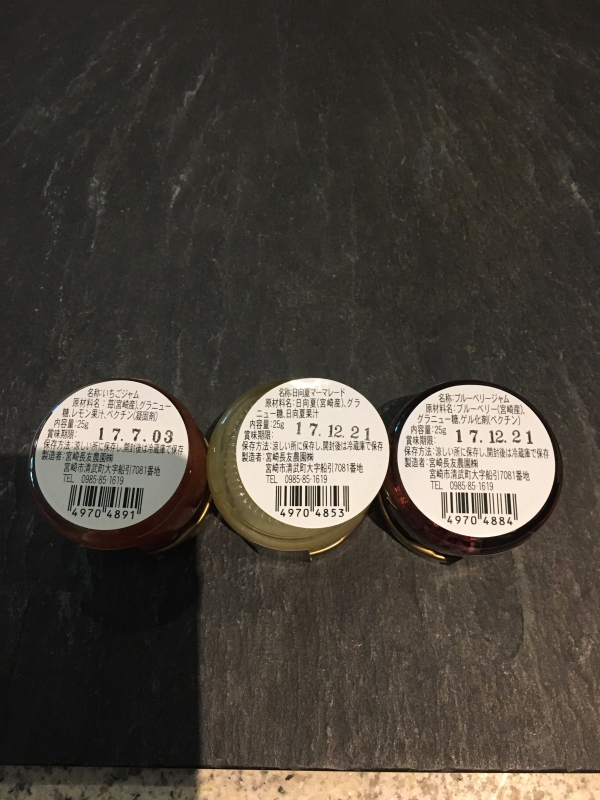 名称:いちごジャム
原材料名:苺(宮崎産)､グラニュー
糖､レモン果汁､ペクチン(凝固剤)
内容量:25g
賞味期限: 17.7.03
保存方法:涼しい所に保存し､開封後は冷蔵庫で保存
製造者:宮崎長友農園㈱
宮崎市清武町大字船引7081番地
TEL 0985-85-1619
4970 4891
名称:日向夏マーマレード
原材料名:日向夏(宮崎産)､グラ
ニュー糖､日向夏果汁
内容量:25g
賞味期限: 17.12.21
保存方法:涼しい所に保存し､開封後は冷蔵庫で保存
製造者:宮崎長友農園㈱
宮崎市清武町大字船引7081番地
TEL 0985-85-1619
4970 4853
名称:ブルーベリージャム
原材料名:ブルーベリー(宮崎産)､
グラニュー糖､ゲル化剤(ペクチン)
内容量:25g
賞味期限: 17.12.21
保存方法:涼しい所に保存し､開封後は冷蔵庫で保存
製造者:宮崎長友農園㈱
宮崎市清武町大字船引7081番地
TEL 0985-85-1619
4970 4884